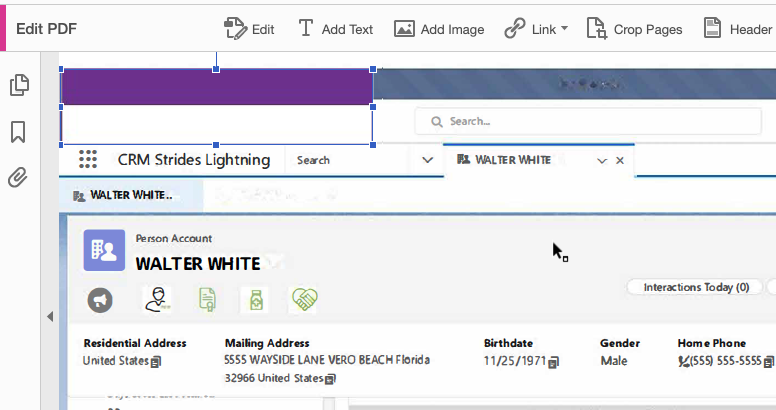 Edit PDF
Edit
Add Text
Add Image
Link
Crop Pages
Header
Search...
CRM Strides Lightning
Search
WALTER WHITE
WALTER WHITE..
Person Account
WALTER WHITE
Interactions Today (0)
Residential Address
Mailing Address
Birthdate
Gender
Home Phone
United States
5555 WAYSIDE LANE VERO BEACH Florida
11/25/1971
Male
(555) 555-5555
32966 United States